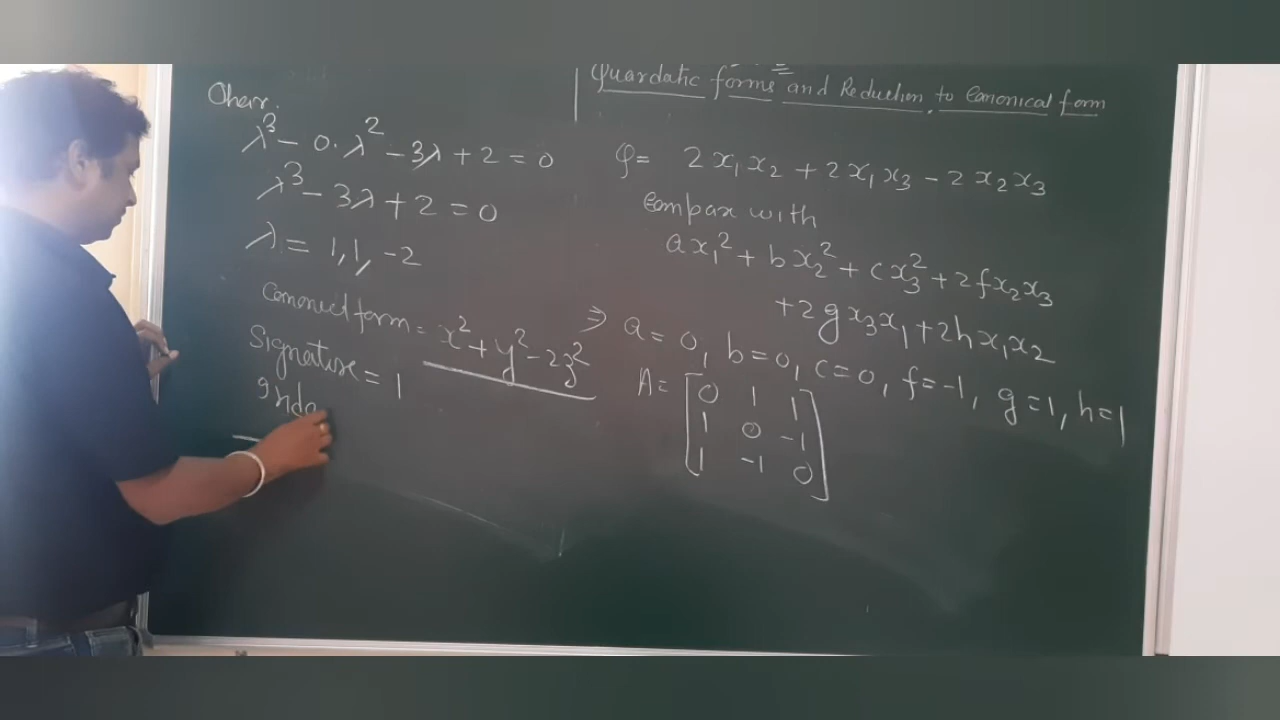 Quardatic forms and Reduction to Canonical form
Char.
λ³ - 0.λ² - 3λ + 2 = 0
λ³ - 3λ + 2 = 0
λ = 1, 1, -2
Canonical form = x² + y² - 2z²
Signature = 1
Inde
φ = 2x₁x₂ + 2x₁x₃ - 2x₂x₃
Compare with
ax₁² + bx₂² + cx₃² + 2fx₂x₃
+ 2gx₃x₁ + 2hx₁x₂
⇒ a = 0, b = 0, c = 0, f = -1, g = 1, h = 1
A = [0 1 1
1 0 -1
1 -1 0]